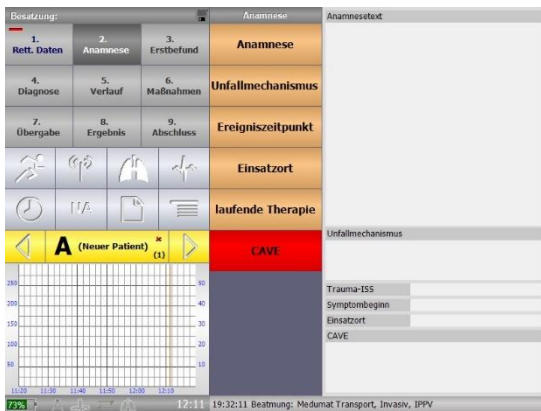 Besatzung:
Anamnese
Anamnesetext
1.
Rett. Daten
2.
Anamnese
3.
Erstbefund
4.
Diagnose
5.
Verlauf
6.
Maßnahmen
7.
Übergabe
8.
Ergebnis
9.
Abschluss
NA
A (Neuer Patient) (1)
Anamnese
Unfallmechanismus
Ereigniszeitpunkt
Einsatzort
laufende Therapie
CAVE
Unfallmechanismus
Trauma-ISS
Symptombeginn
Einsatzort
CAVE
250 50
200 40
150 30
100 20
50 10
11:20 11:30 11:40 11:50 12:00 12:10
73% 12:11 19:32:11 Beatmung: Medumat Transport, Invasiv, IPPV